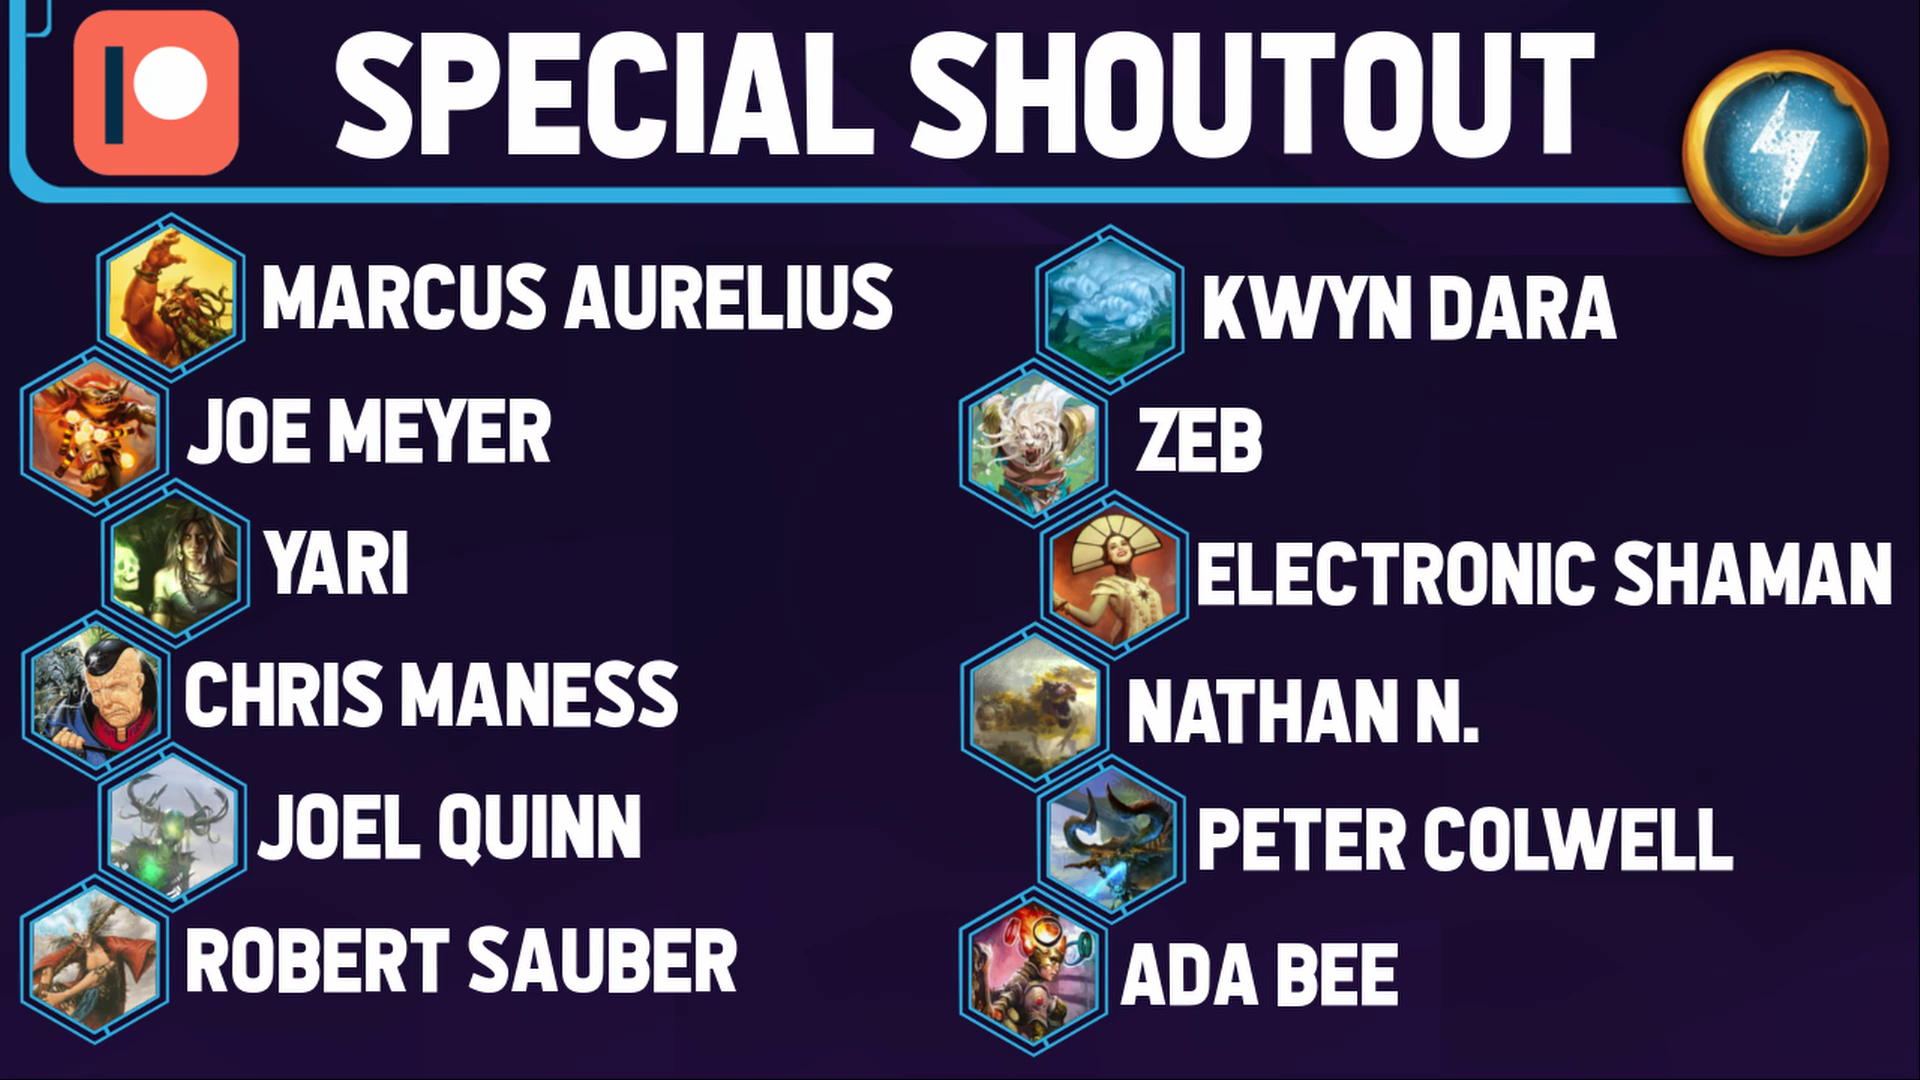 SPECIAL SHOUTOUT
MARCUS AURELIUS
JOE MEYER
YARI
CHRIS MANESS
JOEL QUINN
ROBERT SAUBER
KWYN DARA
ZEB
ELECTRONIC SHAMAN
NATHAN N.
PETER COLWELL
ADA BEE